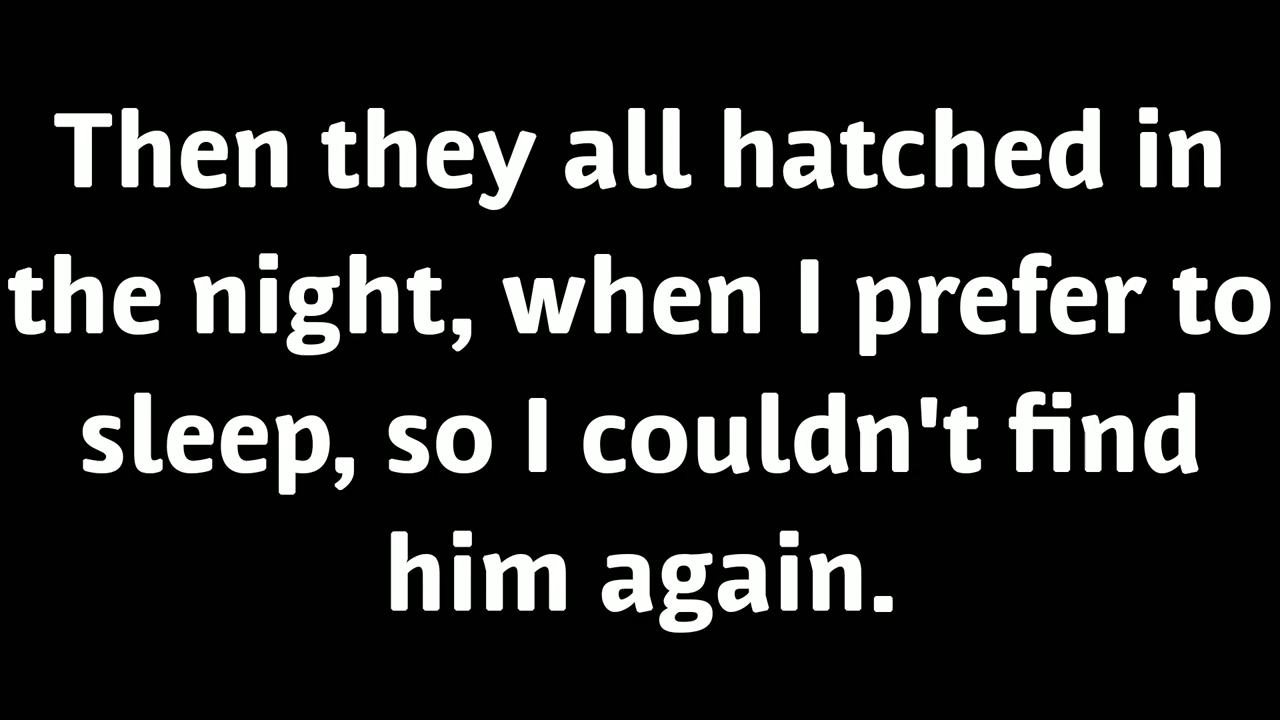 Then they all hatched in
the night, when I prefer to
sleep, so I couldn't find
him again.